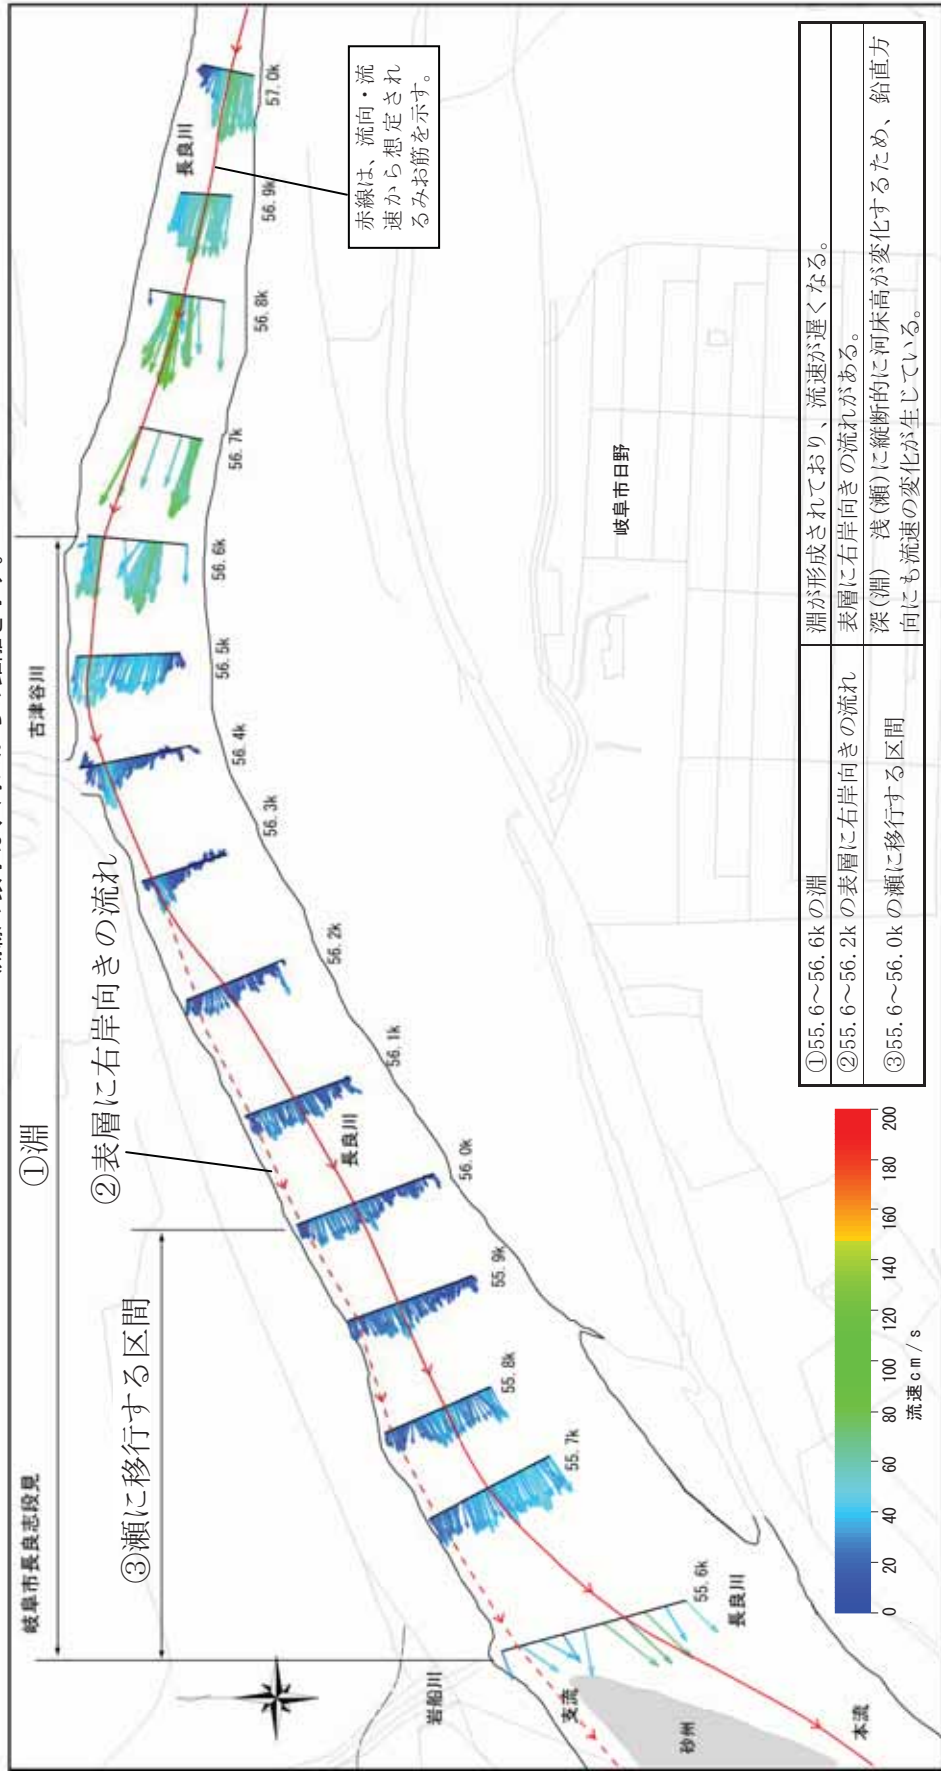 岐阜市長良志段見
①淵
古津谷川
②表層に右岸向きの流れ
③瀬に移行する区間
長良川
57.0k
56.9k
56.8k
56.7k
56.6k
56.5k
56.4k
56.3k
56.2k
56.1k
長良川
56.0k
55.9k
55.8k
55.7k
55.6k
長良川
岩船川
支流
砂州
本流
赤線は、流向・流
速から想定され
るみお筋を示す。
岐阜市日野
0 20 40 60 80 100 120 140 160 180 200
流速cm/s
①55.6～56.6kの淵 淵が形成されており、流速が遅くなる。
②55.6～56.2kの表層に右岸向きの流れ 表層に右岸向きの流れがある。
③55.6～56.0kの瀬に移行する区間 深(淵) 浅(瀬)に縦断的に河床高が変化するため、鉛直方
向にも流速の変化が生じている。